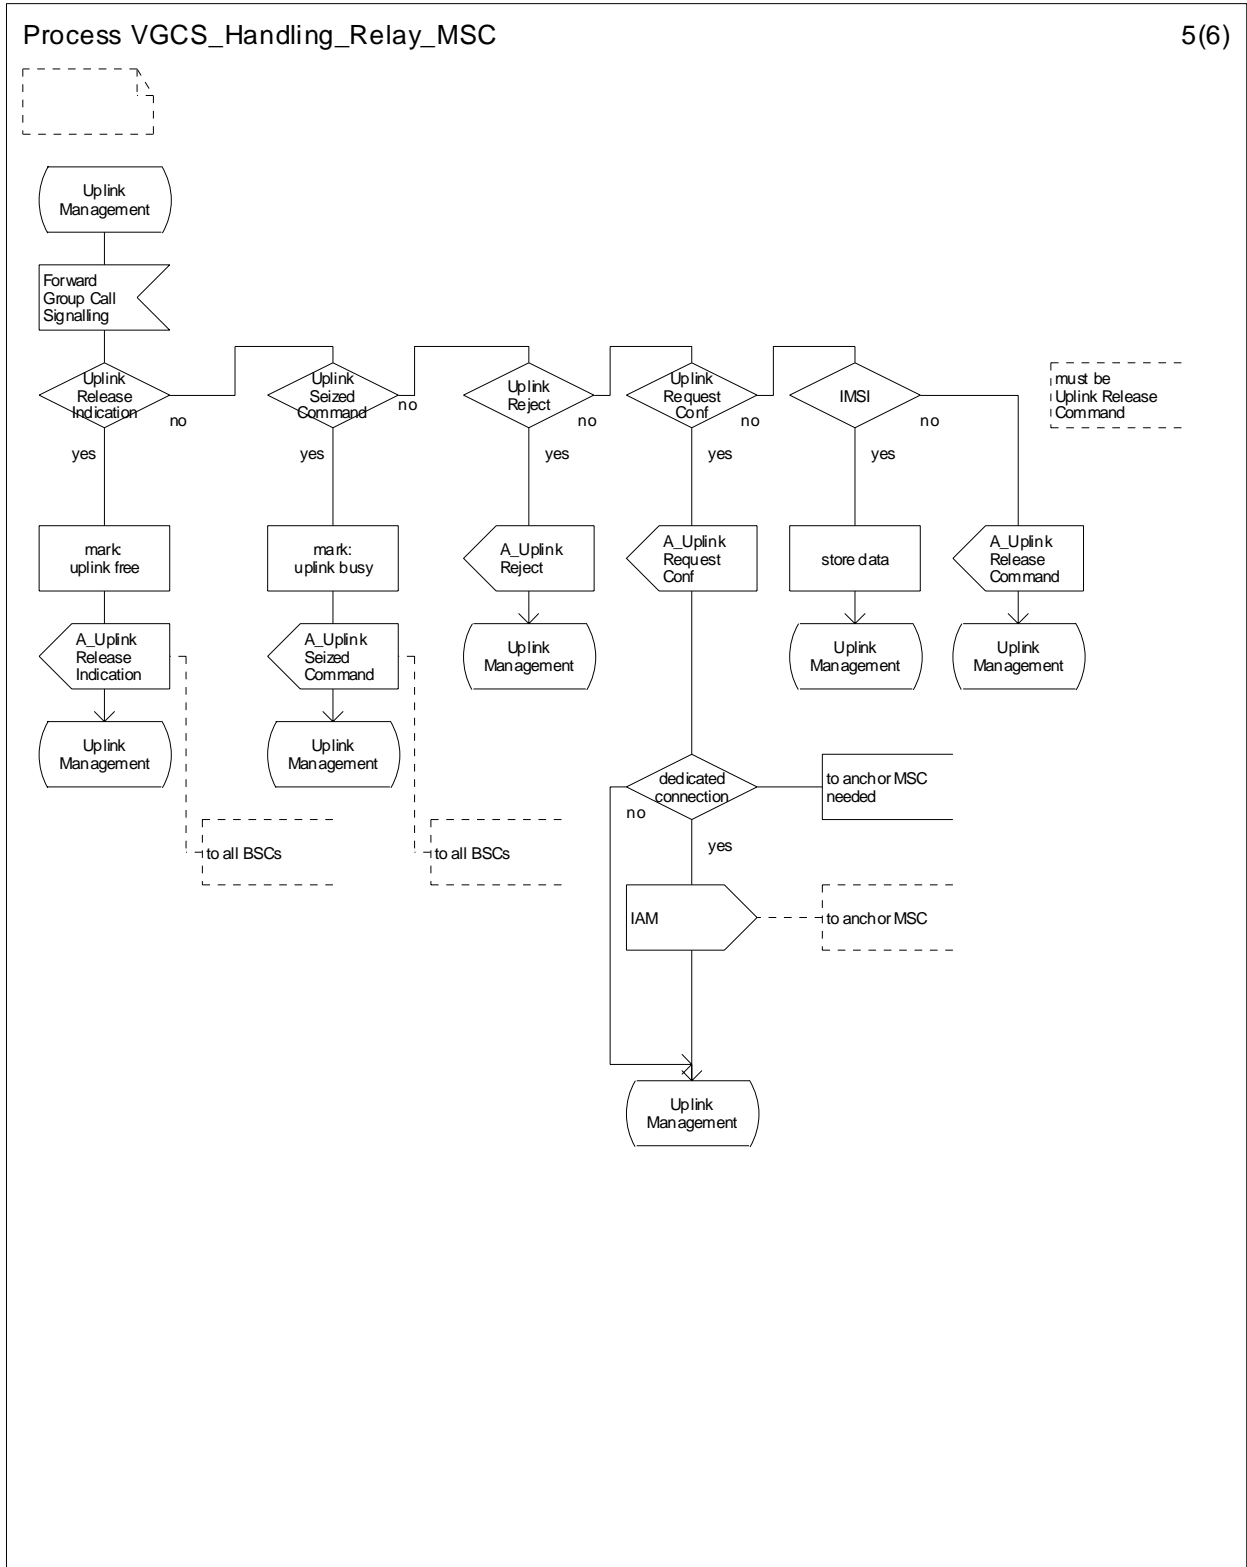 Process VGCS_Handling_Relay_MSC
5(6)
Uplink
Management
Forward
Group Call
Signalling
Uplink
Release
Indication
no
yes
Uplink
Seized
Command
no
yes
Uplink
Reject
no
yes
Uplink
Request
Conf
no
yes
IMSI
no
yes
must be
Uplink Release
Command
mark:
uplink free
mark:
uplink busy
A_Uplink
Reject
A_Uplink
Request
Conf
store data
A_Uplink
Release
Command
A_Uplink
Release
Indication
A_Uplink
Seized
Command
Uplink
Management
Uplink
Management
Uplink
Management
Uplink
Management
Uplink
Management
dedicated
connection
no
yes
to anchor MSC
needed
to all BSCs
to all BSCs
IAM
to anchor MSC
Uplink
Management